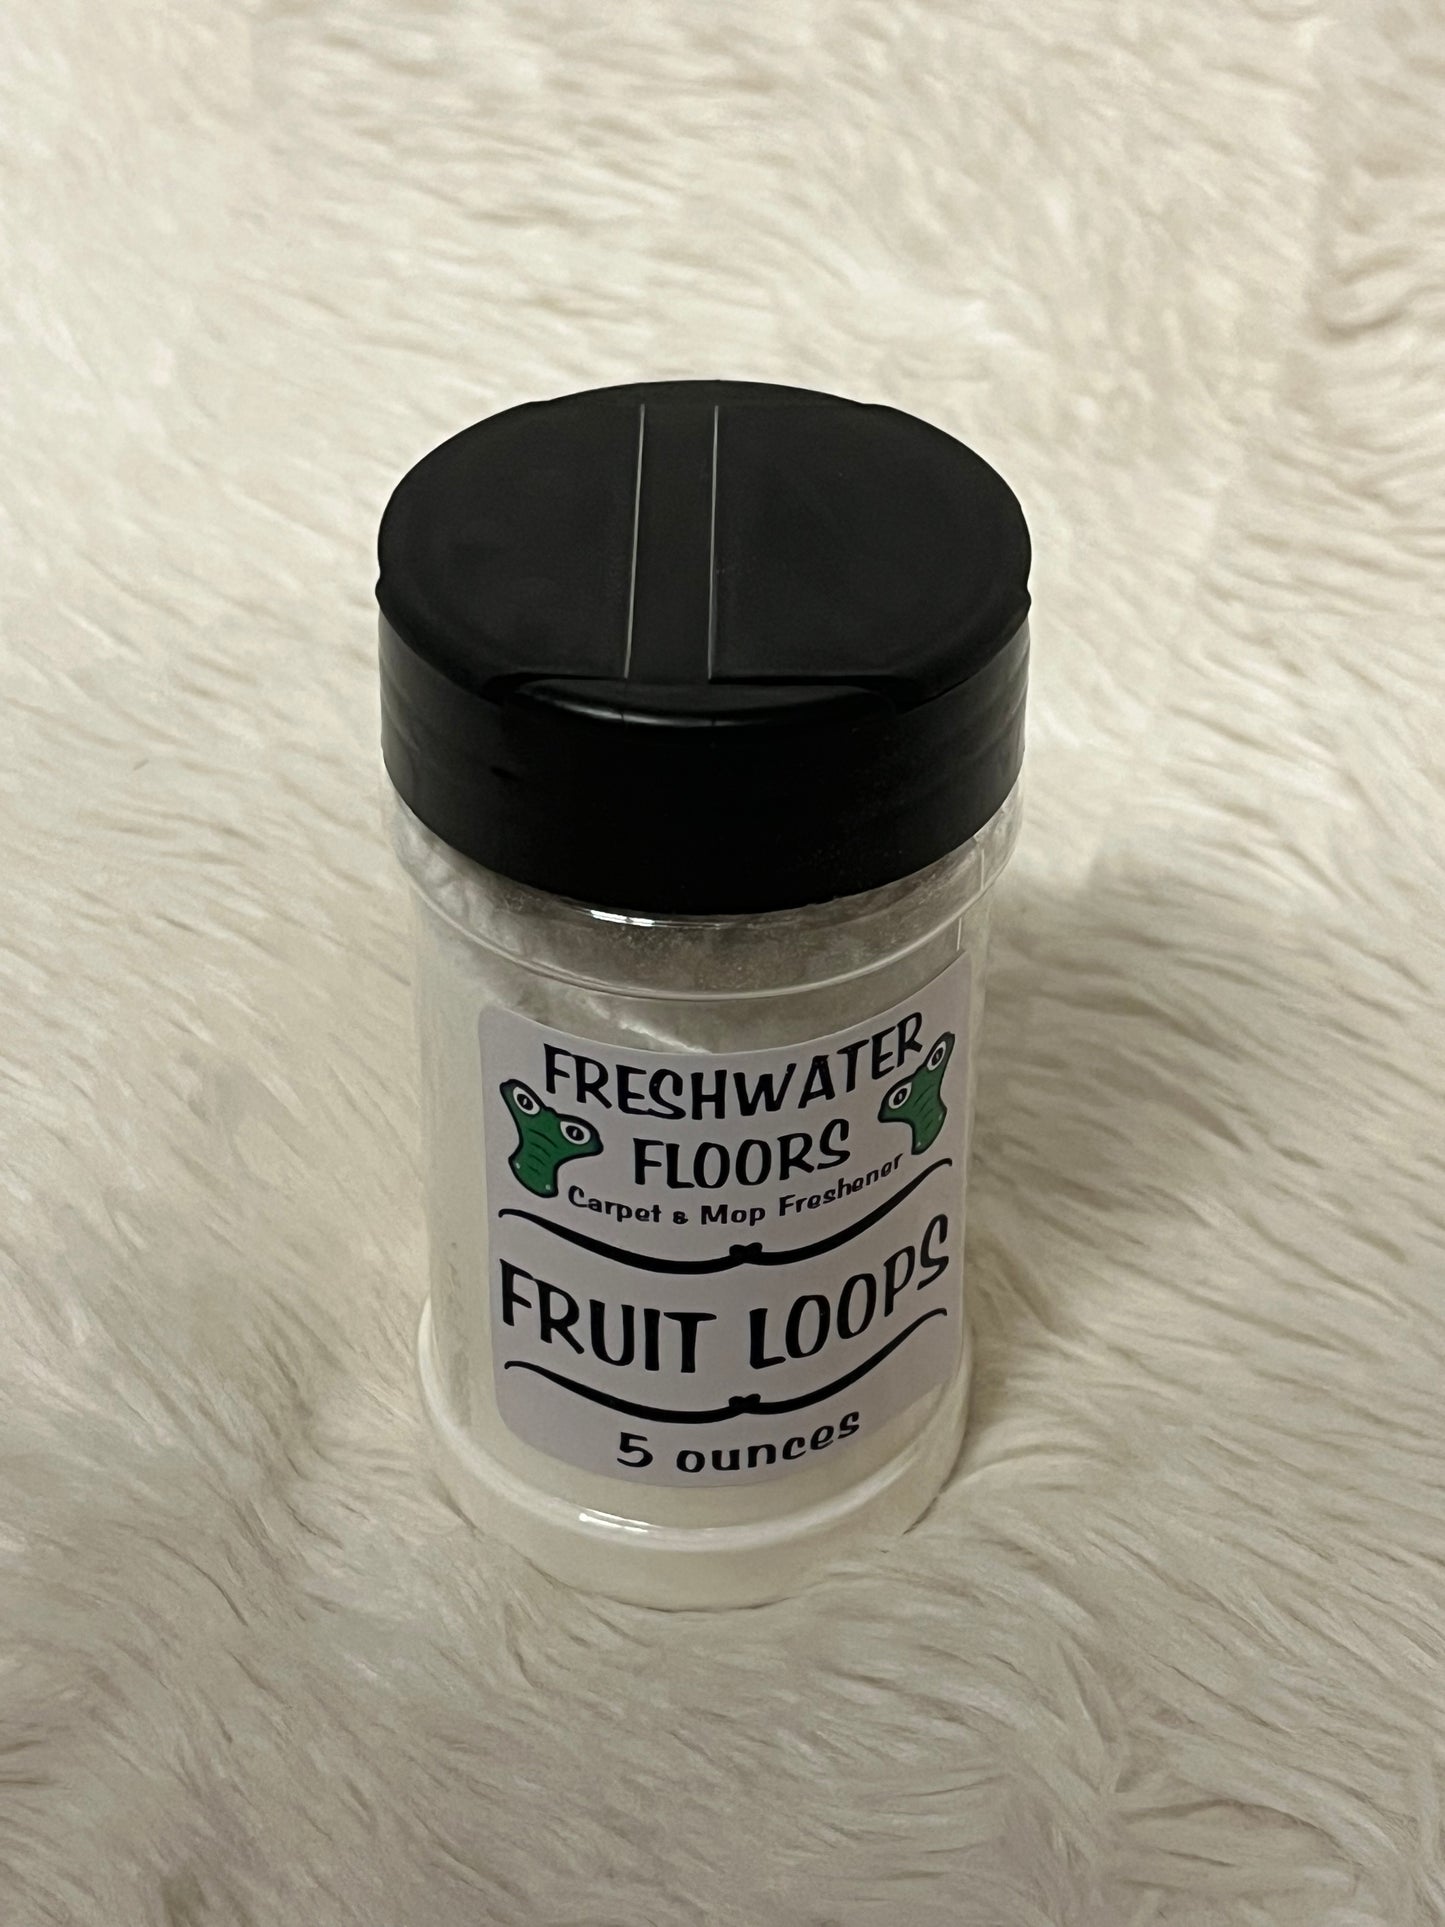 FRESHWATER
FLOORS
Carpet & Mop Freshener
FRUIT LOOPS
5 ounces